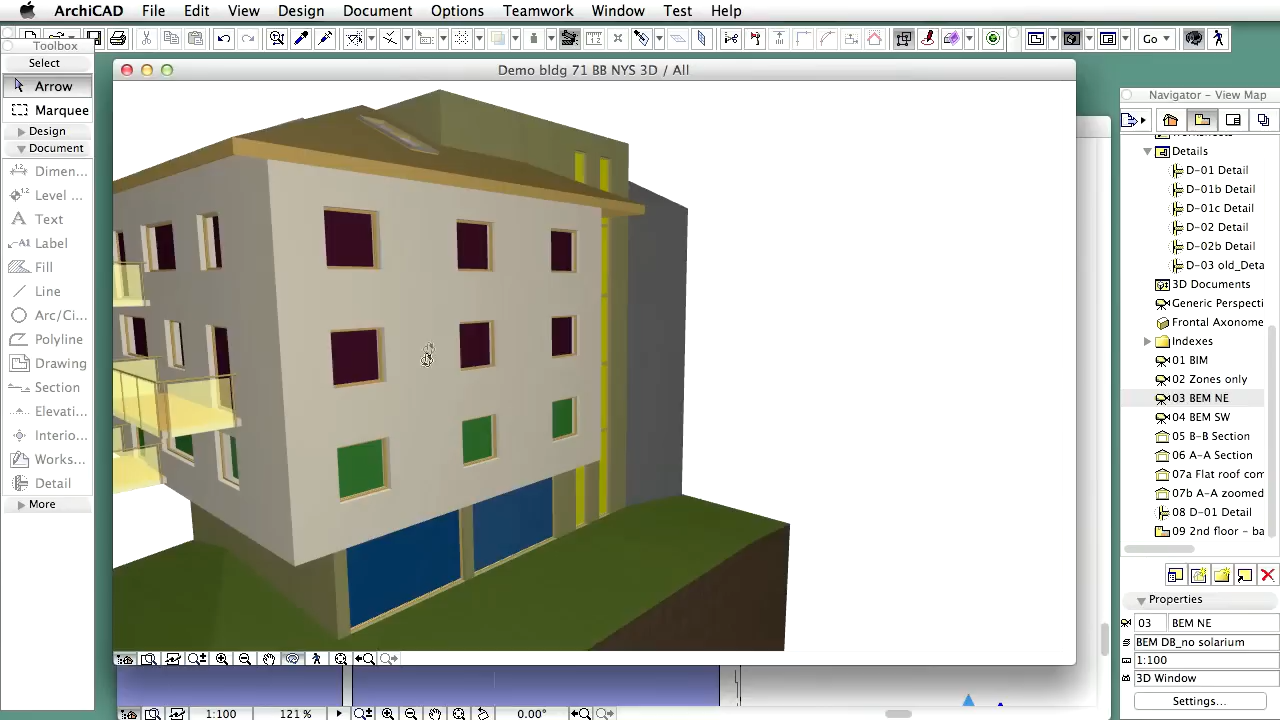 ArchiCAD File Edit View Design Document Options Teamwork Window Test Help
Go
Toolbox
Select
Arrow
Marquee
Design
Document
Dimen...
Level ...
Text
A1 Label
Fill
Line
Arc/Ci...
Polyline
Drawing
Section
Elevati...
Interio...
Works...
Detail
More
Demo bldg 71 BB NYS 3D / All
1:100
121 %
0.00°
Navigator - View Map
Details
D-01 Detail
D-01b Detail
D-01c Detail
D-02 Detail
D-02b Detail
D-03 old_Deta
3D Documents
Generic Perspecti
Frontal Axonome
Indexes
01 BIM
02 Zones only
03 BEM NE
04 BEM SW
05 B-B Section
06 A-A Section
07a Flat roof com
07b A-A zoomed
08 D-01 Detail
09 2nd floor - ba
Properties
03 BEM NE
BEM DB_no solarium
1:100
3D Window
Settings...